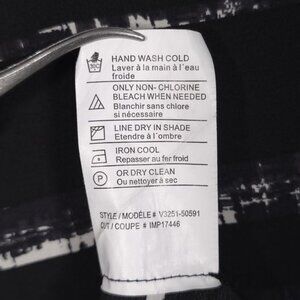 HAND WASH COLD
Laver à la main à l´eau
froide
ONLY NON- CHLORINE
BLEACH WHEN NEEDED
Blanchir sans chlore
si nécessaire
LINE DRY IN SHADE
Etendre à l´ombre
IRON COOL
Repasser au fer froid
P
OR DRY CLEAN
Ou nettoyer à sec
STYLE / MODÈLE # V3251-50591
CUT / COUPE # IMP17446